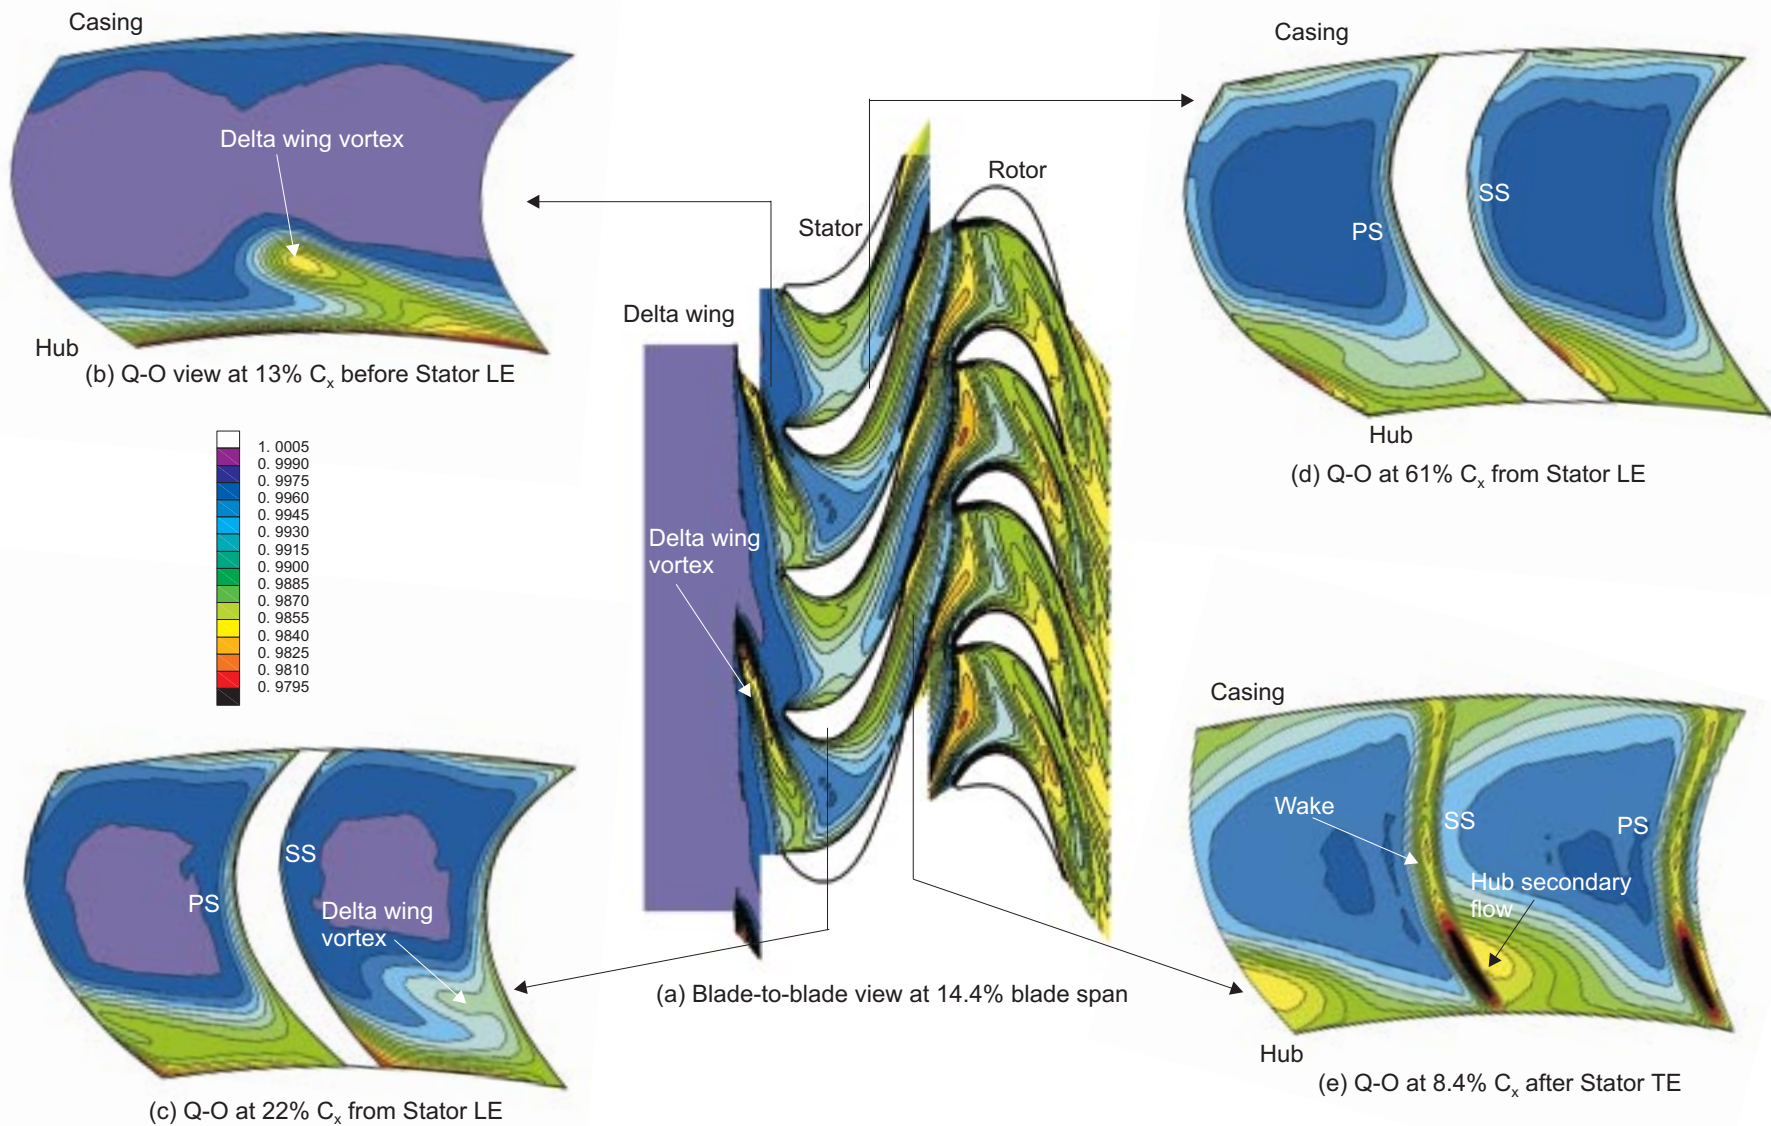 Casing
Delta wing vortex
Hub
(b) Q-O view at 13% Cx before Stator LE
1. 0005
0. 9990
0. 9975
0. 9960
0. 9945
0. 9930
0. 9915
0. 9900
0. 9885
0. 9870
0. 9855
0. 9840
0. 9825
0. 9810
0. 9795
SS
PS
Delta wing
vortex
(c) Q-O at 22% Cx from Stator LE
Rotor
Stator
Delta wing
Delta wing
vortex
(a) Blade-to-blade view at 14.4% blade span
Casing
SS
PS
Hub
(d) Q-O at 61% Cx from Stator LE
Casing
Wake
SS
PS
Hub secondary
flow
Hub
(e) Q-O at 8.4% Cx after Stator TE